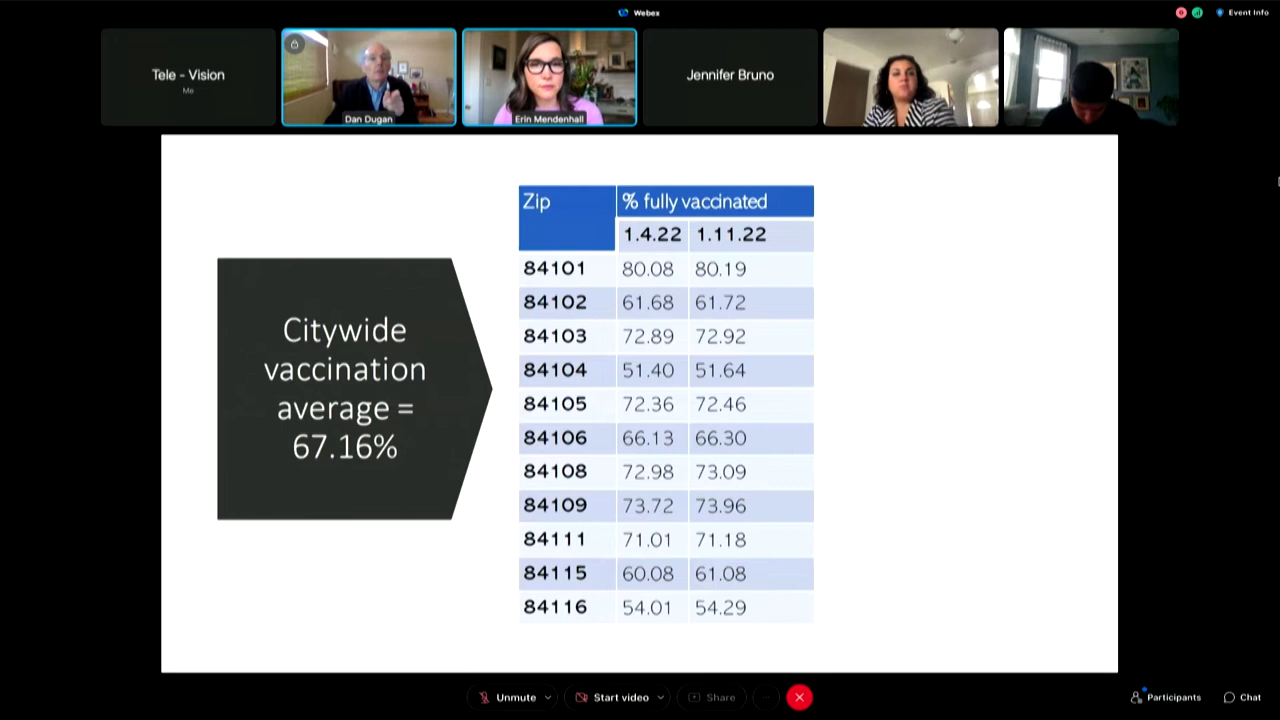 Webex
Event Info
Tele - Vision
Me
Dan Dugan
Erin Mendenhall
Jennifer Bruno
Citywide
vaccination
average =
67.16%
Zip % fully vaccinated
1.4.22 1.11.22
84101 80.08 80.19
84102 61.68 61.72
84103 72.89 72.92
84104 51.40 51.64
84105 72.36 72.46
84106 66.13 66.30
84108 72.98 73.09
84109 73.72 73.96
84111 71.01 71.18
84115 60.08 61.08
84116 54.01 54.29
Unmute
Start video
Share
Participants
Chat